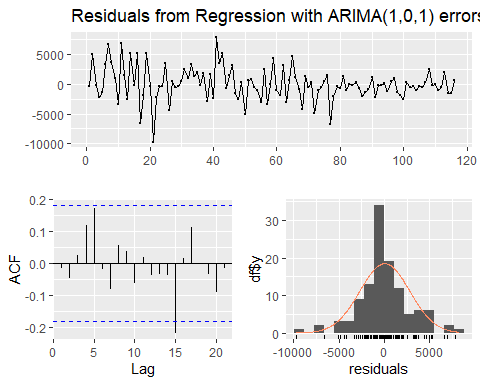 Residuals from Regression with ARIMA(1,0,1) errors
5000
0
-5000
-10000
0 20 40 60 80 100 120
0.2
0.1
0.0
-0.1
-0.2
ACF
0 5 10 15 20
Lag
30
20
10
0
df$y
-10000 -5000 0 5000
residuals